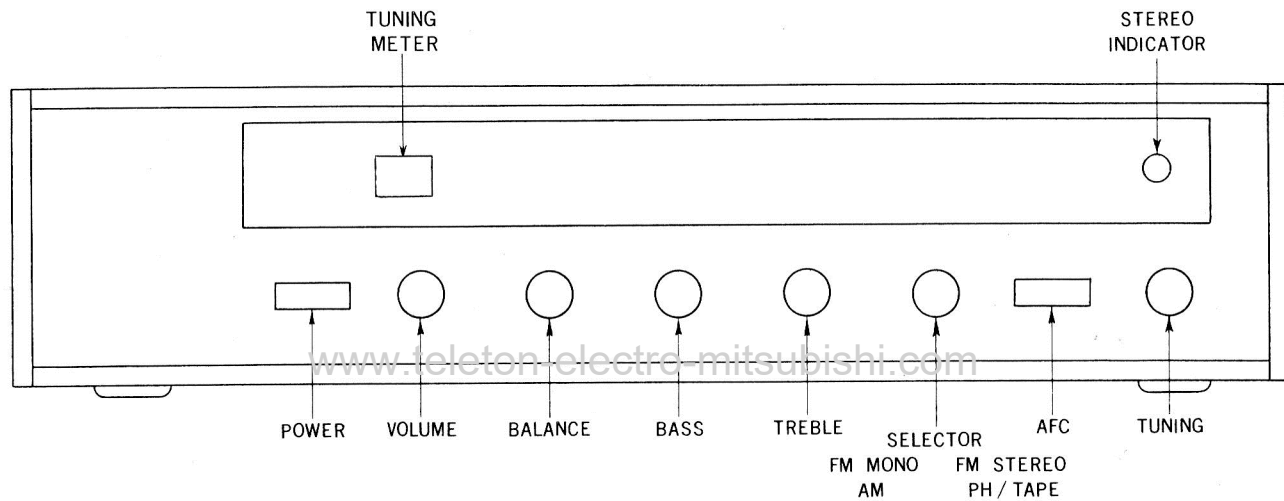 TUNING
METER
STEREO
INDICATOR
www.teleton-electro-mitsubishi.com
POWER
VOLUME
BALANCE
BASS
TREBLE
SELECTOR
FM MONO FM STEREO
AM PH / TAPE
AFC
TUNING